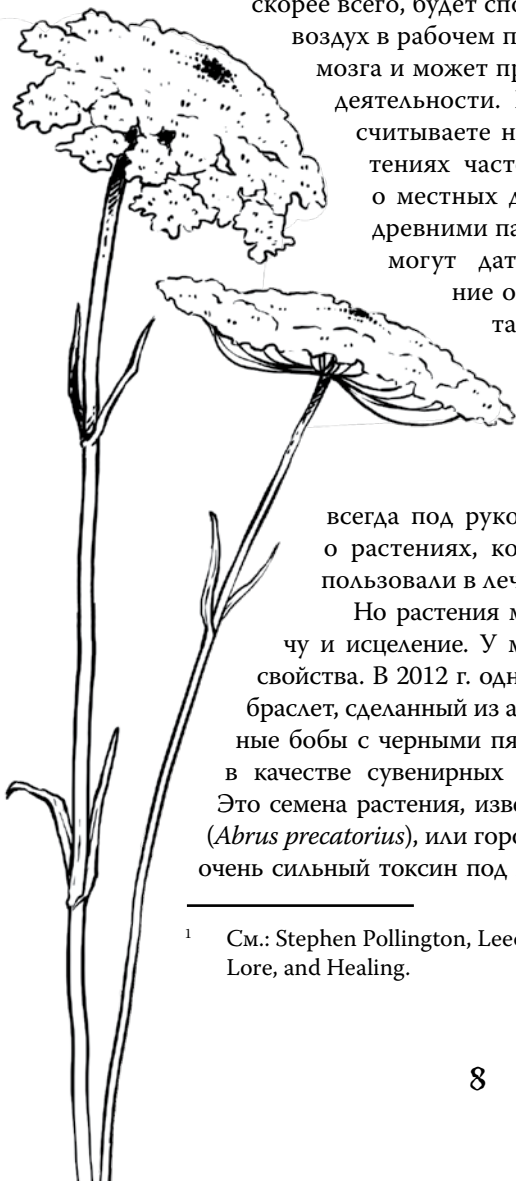 скорее всего, будет спо
воздух в рабочем п
мозга и может пр
деятельности.
считываете н
тениях част
о местных д
древними па
могут дат
ние о
та
всегда под руко
о растениях, ко
пользовали в леч
Но растения м
чу и исцеление. У м
свойства. В 2012 г. одн
браслет, сделанный из а
ные бобы с черными пя
в качестве сувенирных
Это семена растения, изве
(Abrus precatorius), или горо
очень сильный токсин под
1 См.: Stephen Pollington, Leec
Lore, and Healing.
8